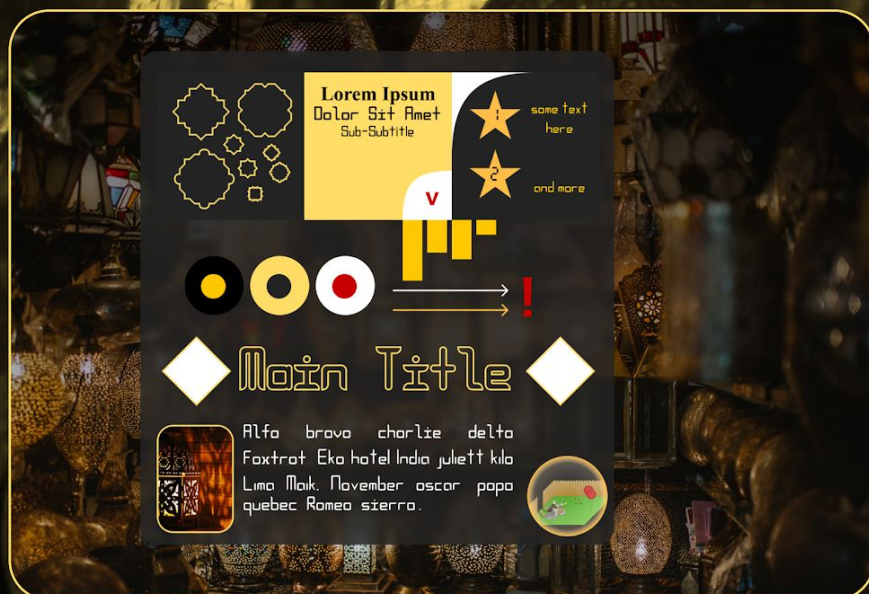 Lorem Ipsum
Dolor Sit Amet
Sub-Subtitle
V
1
some text
here
2
and more
!
Main Title
Alfa bravo charlie delta
Foxtrot Eko hotel India juliett kilo
Lima Maik. November oscar papa
quebec Romeo sierra.